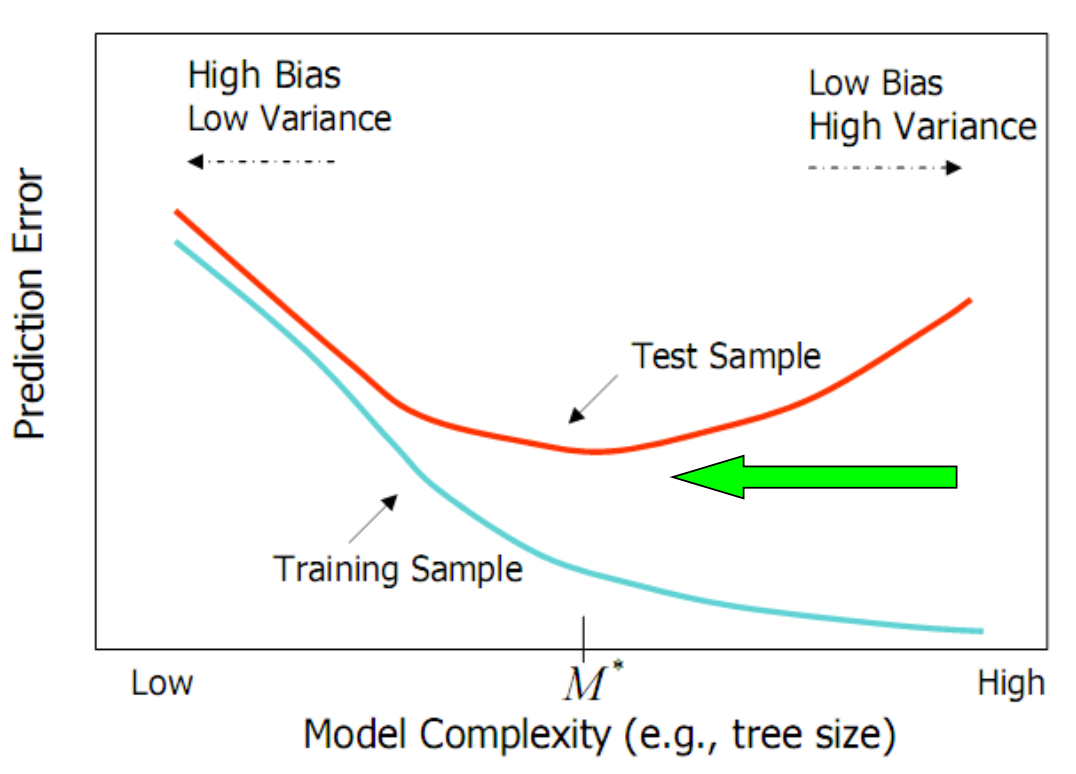 High Bias
Low Variance
Low Bias
High Variance
Prediction Error
Test Sample
Training Sample
Low
M*
High
Model Complexity (e.g., tree size)